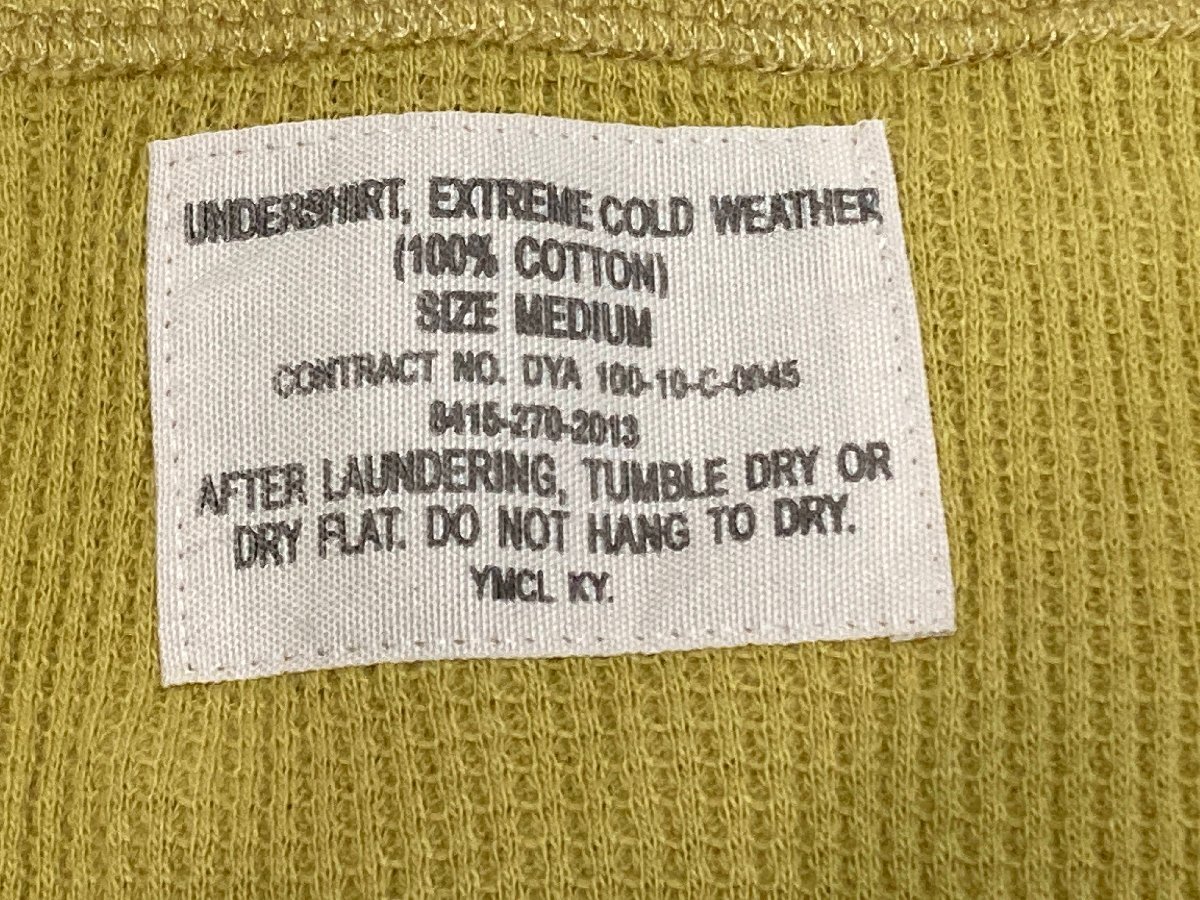 UNDERSHIRT, EXTREME COLD WEATHER,
(100% COTTON)
SIZE MEDIUM
CONTRACT NO. DYA 100-10-C-0045
8415-270-2013
AFTER LAUNDERING, TUMBLE DRY OR
DRY FLAT. DO NOT HANG TO DRY.
YMCL KY.